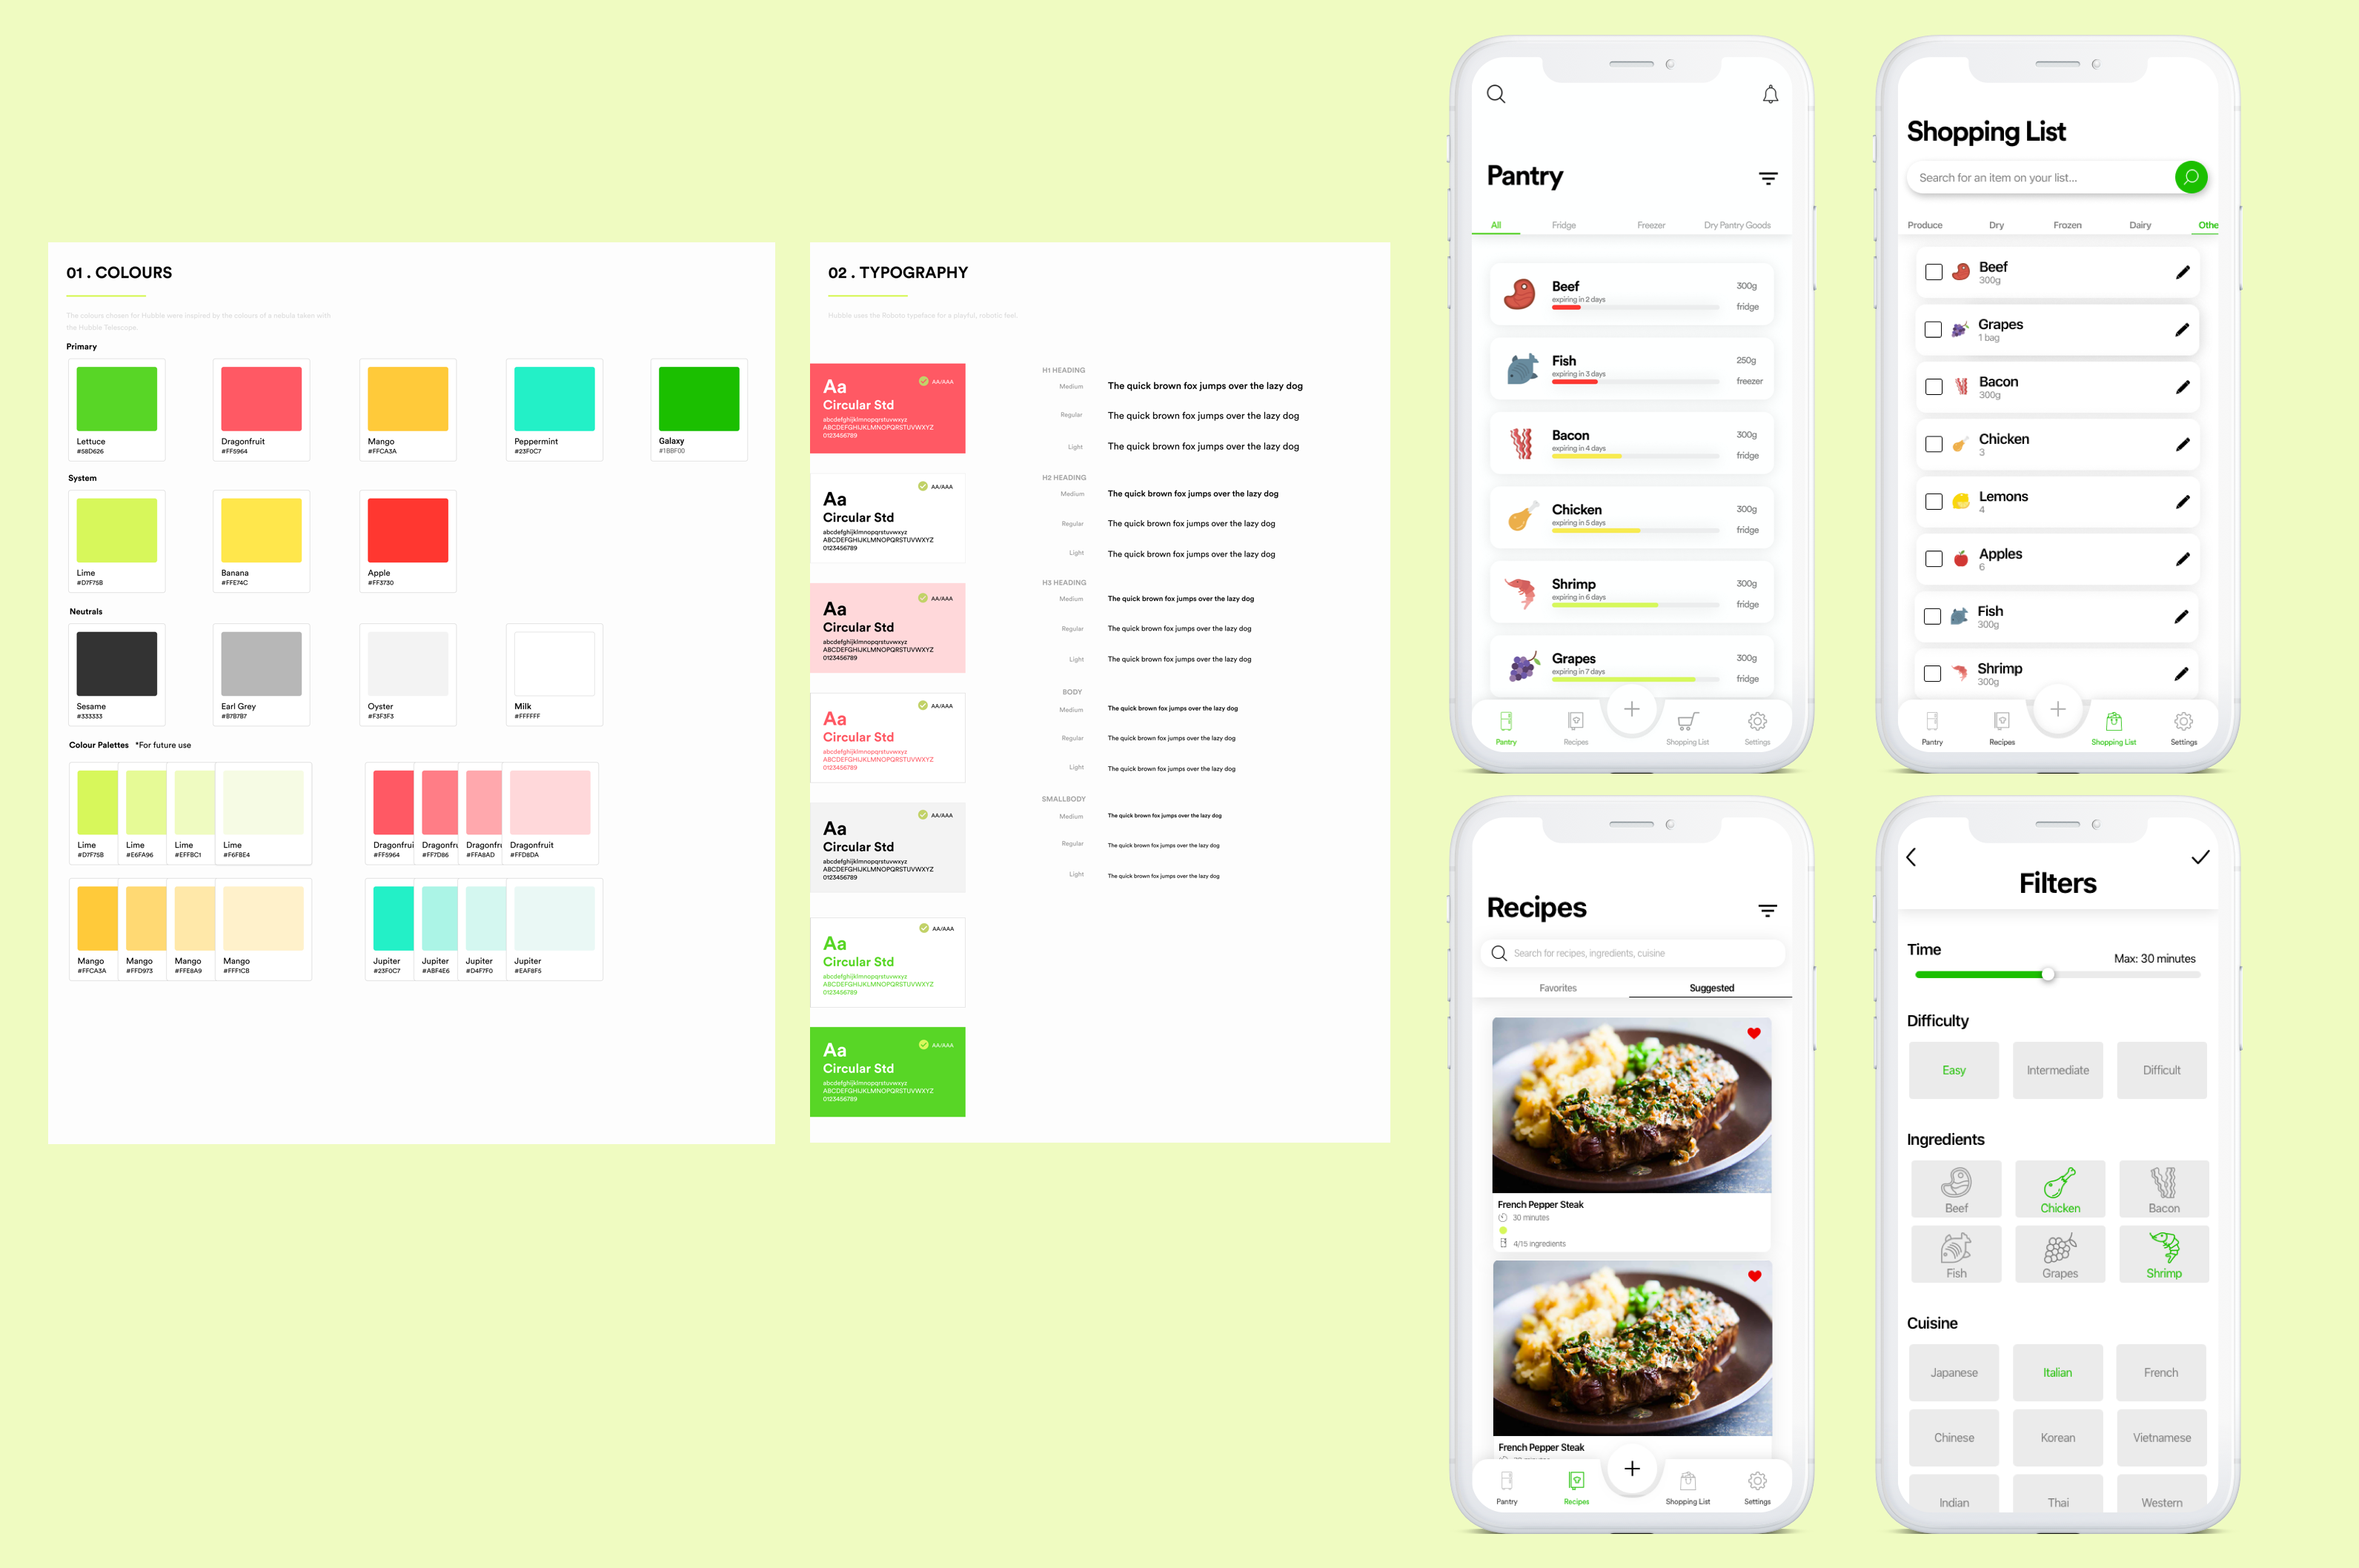 01 . COLOURS
The colours chosen for Hubble were inspired by the colours of a nebula taken with
the Hubble Telescope.
Primary
Lettuce
#58D626
Dragonfruit
#FF5964
Mango
#FFCA3A
Peppermint
#23F0C7
Galaxy
#1BBF00
System
Lime
#D7F75B
Banana
#FFE74C
Apple
#FF3730
Neutrals
Sesame
#333333
Earl Grey
#B7B7B7
Oyster
#F3F3F3
Milk
#FFFFFF
Colour Palettes *For future use
Lime
#D7F75B
Lime
#E6FA96
Lime
#EFFBC1
Lime
#F6FBE4
Dragonfrui
#FF5964
Dragonfru
#FF7D86
Dragonfru
#FFA8AD
Dragonfruit
#FFD8DA
Mango
#FFCA3A
Mango
#FFD973
Mango
#FFE8A9
Mango
#FFF1CB
Jupiter
#23F0C7
Jupiter
#ABF4E6
Jupiter
#D4F7F0
Jupiter
#EAF8F5
02 . TYPOGRAPHY
Hubble uses the Roboto typeface for a playful, robotic feel.
Aa
AA/AAA
Circular Std
abcdefghijklmnopqrstuvwxyz
ABCDEFGHIJKLMNOPQRSTUVWXYZ
0123456789
Aa
AA/AAA
Circular Std
abcdefghijklmnopqrstuvwxyz
ABCDEFGHIJKLMNOPQRSTUVWXYZ
0123456789
Aa
AA/AAA
Circular Std
abcdefghijklmnopqrstuvwxyz
ABCDEFGHIJKLMNOPQRSTUVWXYZ
0123456789
Aa
AA/AAA
Circular Std
abcdefghijklmnopqrstuvwxyz
ABCDEFGHIJKLMNOPQRSTUVWXYZ
0123456789
Aa
AA/AAA
Circular Std
abcdefghijklmnopqrstuvwxyz
ABCDEFGHIJKLMNOPQRSTUVWXYZ
0123456789
Aa
AA/AAA
Circular Std
abcdefghijklmnopqrstuvwxyz
ABCDEFGHIJKLMNOPQRSTUVWXYZ
0123456789
Aa
AA/AAA
Circular Std
abcdefghijklmnopqrstuvwxyz
ABCDEFGHIJKLMNOPQRSTUVWXYZ
0123456789
H1 HEADING
Medium The quick brown fox jumps over the lazy dog
Regular The quick brown fox jumps over the lazy dog
Light The quick brown fox jumps over the lazy dog
H2 HEADING
Medium The quick brown fox jumps over the lazy dog
Regular The quick brown fox jumps over the lazy dog
Light The quick brown fox jumps over the lazy dog
H3 HEADING
Medium The quick brown fox jumps over the lazy dog
Regular The quick brown fox jumps over the lazy dog
Light The quick brown fox jumps over the lazy dog
BODY
Medium The quick brown fox jumps over the lazy dog
Regular The quick brown fox jumps over the lazy dog
Light The quick brown fox jumps over the lazy dog
SMALLBODY
Medium The quick brown fox jumps over the lazy dog
Regular The quick brown fox jumps over the lazy dog
Light The quick brown fox jumps over the lazy dog
Pantry
All Fridge Freezer Dry Pantry Goods
Beef 300g
expiring in 2 days
fridge
Fish 250g
expiring in 3 days
freezer
Bacon 300g
expiring in 4 days
fridge
Chicken 300g
expiring in 5 days
fridge
Shrimp 300g
expiring in 6 days
fridge
Grapes 300g
expiring in 7 days
fridge
Pantry Recipes Shopping List Settings
Shopping List
Search for an item on your list...
Produce Dry Frozen Dairy Othe
Beef
300g
Grapes
1 bag
Bacon
300g
Chicken
3
Lemons
4
Apples
6
Fish
300g
Shrimp
300g
Pantry Recipes Shopping List Settings
Recipes
Search for recipes, ingredients, cuisine
Favorites Suggested
French Pepper Steak
30 minutes
4/15 ingredients
French Pepper Steak
Pantry Recipes Shopping List Settings
Filters
Time
Max: 30 minutes
Difficulty
Easy Intermediate Difficult
Ingredients
Beef Chicken Bacon
Fish Grapes Shrimp
Cuisine
Japanese Italian French
Chinese Korean Vietnamese
Indian Thai Western